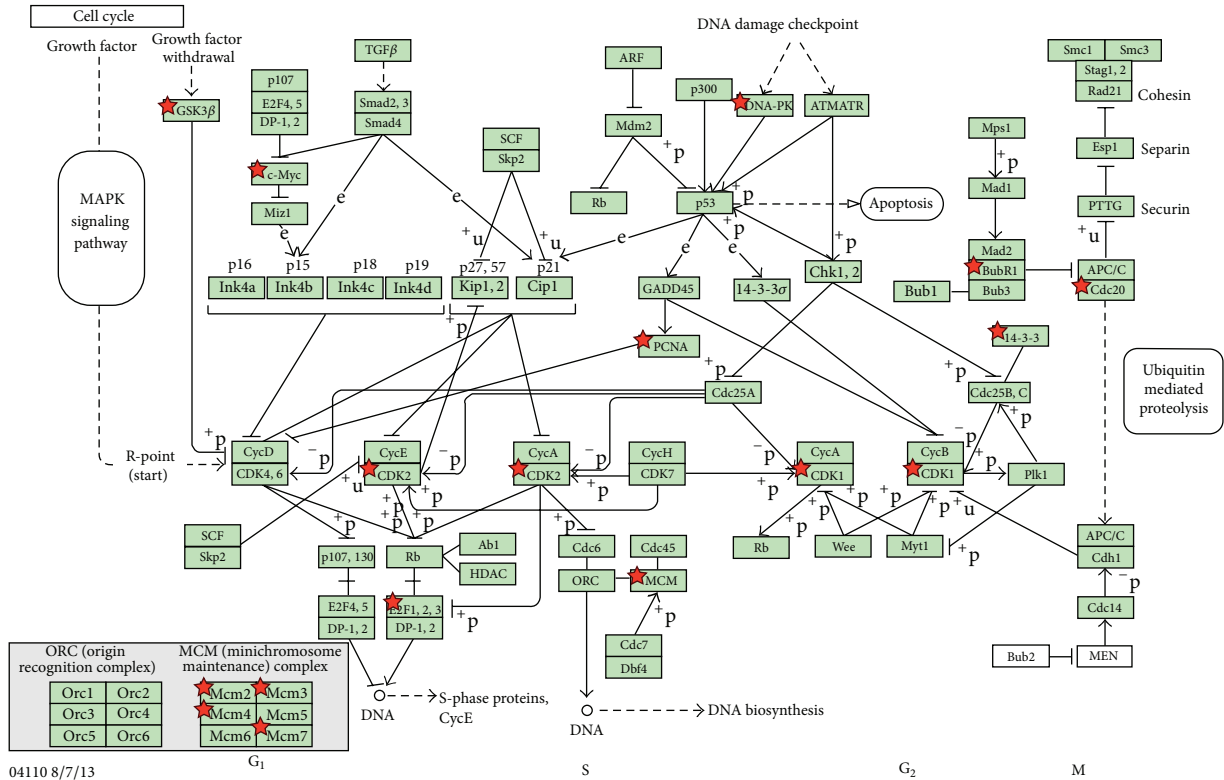 Cell cycle
Growth factor
Growth factor
withdrawal
TGFβ
ARF
DNA damage checkpoint
Smc1
Smc3
Stag1, 2
Rad21
Cohesin
p107
E2F4, 5
DP-1, 2
GSK3β
Smad2, 3
Smad4
p300
DNA-PK
ATMATR
SCF
Skp2
Mdm2
+p
Mps1
+p
Esp1
Separin
c-Myc
Miz1
e
e
e
Rb
p53
+p
+p
Apoptosis
Mad1
PTTG
Securin
MAPK
signaling
pathway
+u
+u
e
e
e
+p
+u
p16
Ink4a
p15
Ink4b
p18
Ink4c
p19
Ink4d
p27, 57
Kip1, 2
p21
Cip1
GADD45
14-3-3σ
Chk1, 2
Mad2
BubR1
Bub3
Bub1
APC/C
Cdc20
+p
PCNA
14-3-3
+p
Cdc25A
+p
Cdc25B, C
Ubiquitin
mediated
proteolysis
R-point
(start)
+p
CycD
CDK4, 6
-p
CycE
CDK2
-p
+u
+p
CycA
CDK2
-p
+p
CycH
CDK7
-p
+p
CycA
CDK1
CycB
CDK1
-p
+p
+p
+p
Plk1
SCF
Skp2
+p
+p
+p
+p
+p
+p
+p
+p
+p
+u
p107, 130
Rb
Ab1
HDAC
Cdc6
Cdc45
Rb
Wee
Myt1
+p
APC/C
Cdh1
ORC
MCM
-p
E2F4, 5
DP-1, 2
E2F1, 2, 3
DP-1, 2
+p
+p
Cdc7
Dbf4
Cdc14
Bub2
MEN
ORC (origin
recognition complex)
MCM (minichromosome
maintenance) complex
Orc1
Orc2
Orc3
Orc4
Orc5
Orc6
Mcm2
Mcm3
Mcm4
Mcm5
Mcm6
Mcm7
DNA
S-phase proteins,
CycE
DNA
DNA biosynthesis
04110 8/7/13
G1
S
G2
M